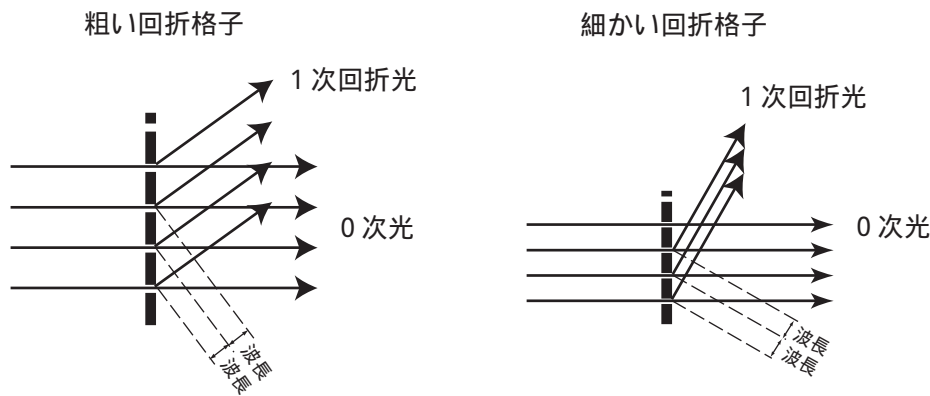 粗い回折格子
1 次回折光
0 次光
波長
波長
細かい回折格子
1 次回折光
0 次光
波長
波長